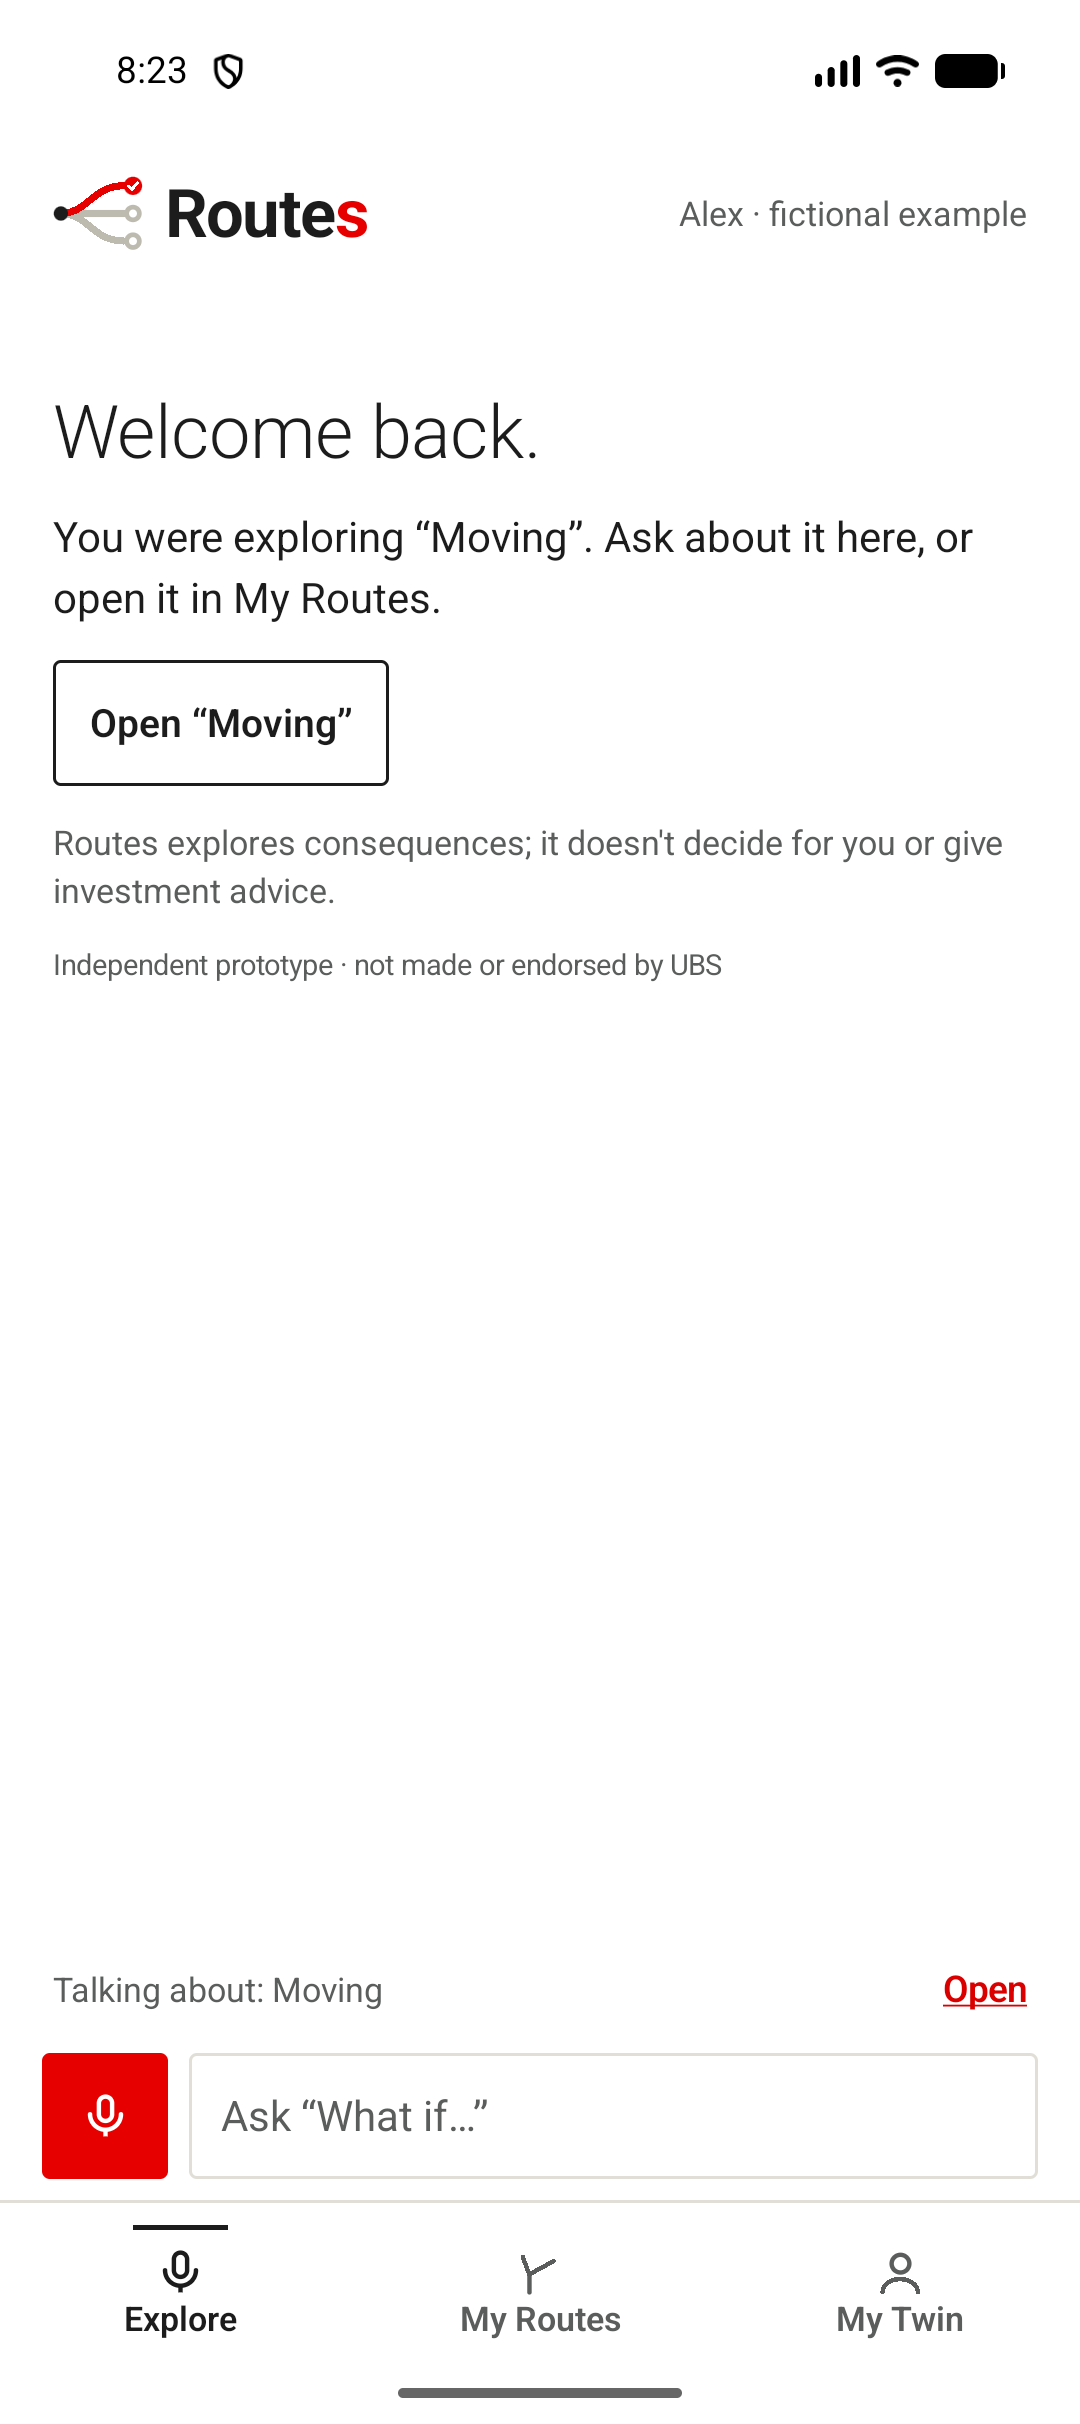 8:23
Routes
Alex · fictional example
Welcome back.
You were exploring “Moving”. Ask about it here, or
open it in My Routes.
Open “Moving”
Routes explores consequences; it doesn't decide for you or give
investment advice.
Independent prototype · not made or endorsed by UBS
Talking about: Moving
Open
Ask “What if…”
Explore
My Routes
My Twin